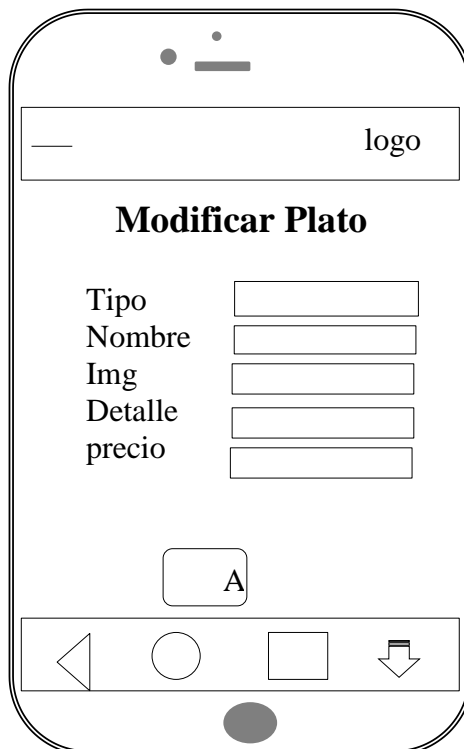 logo
Modificar Plato
Tipo
Nombre
Img
Detalle
precio
A